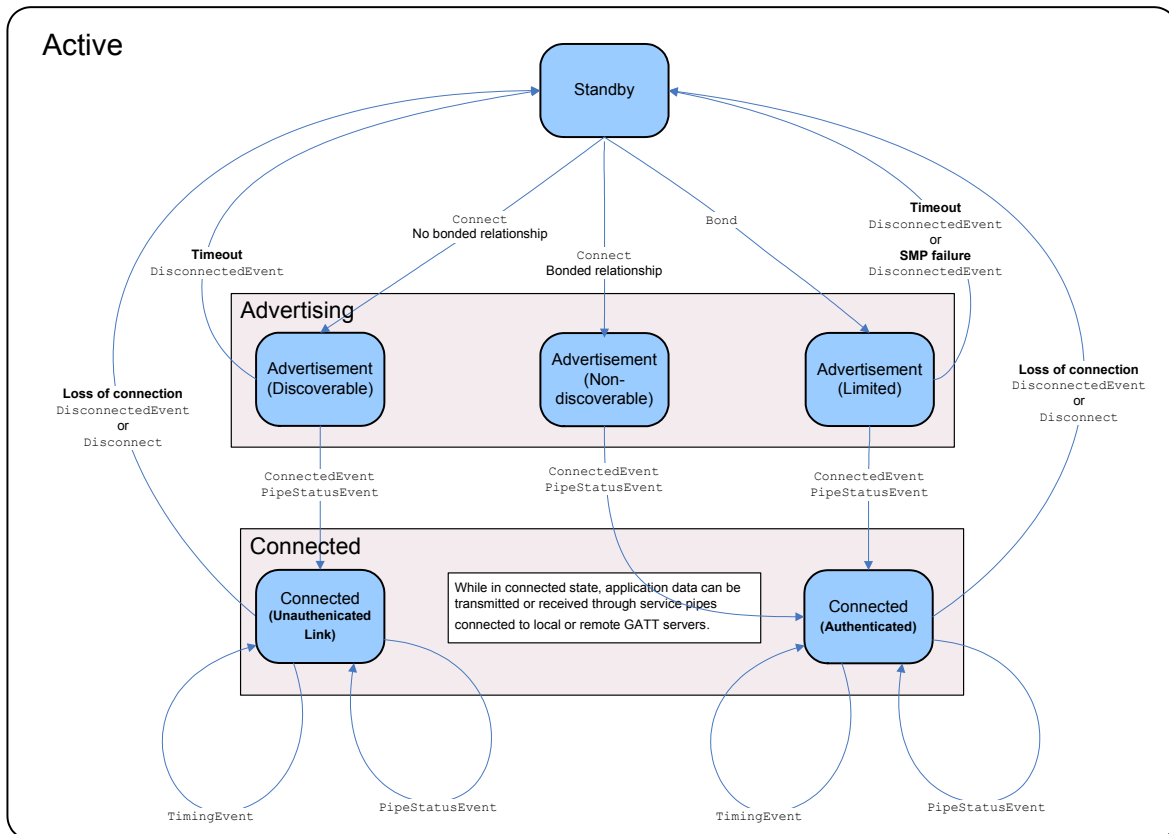 Active
Standby
Connect
No bonded relationship
Connect
Bonded relationship
Bond
Timeout
DisconnectedEvent
or
SMP failure
DisconnectedEvent
Timeout
DisconnectedEvent
Advertising
Advertisement
(Discoverable)
Advertisement
(Non-
discoverable)
Advertisement
(Limited)
Loss of connection
DisconnectedEvent
or
Disconnect
Loss of connection
DisconnectedEvent
or
Disconnect
ConnectedEvent
PipeStatusEvent
ConnectedEvent
PipeStatusEvent
ConnectedEvent
PipeStatusEvent
Connected
Connected
(Unauthenicated
Link)
While in connected state, application data can be
transmitted or received through service pipes
connected to local or remote GATT servers.
Connected
(Authenticated)
TimingEvent
PipeStatusEvent
TimingEvent
PipeStatusEvent